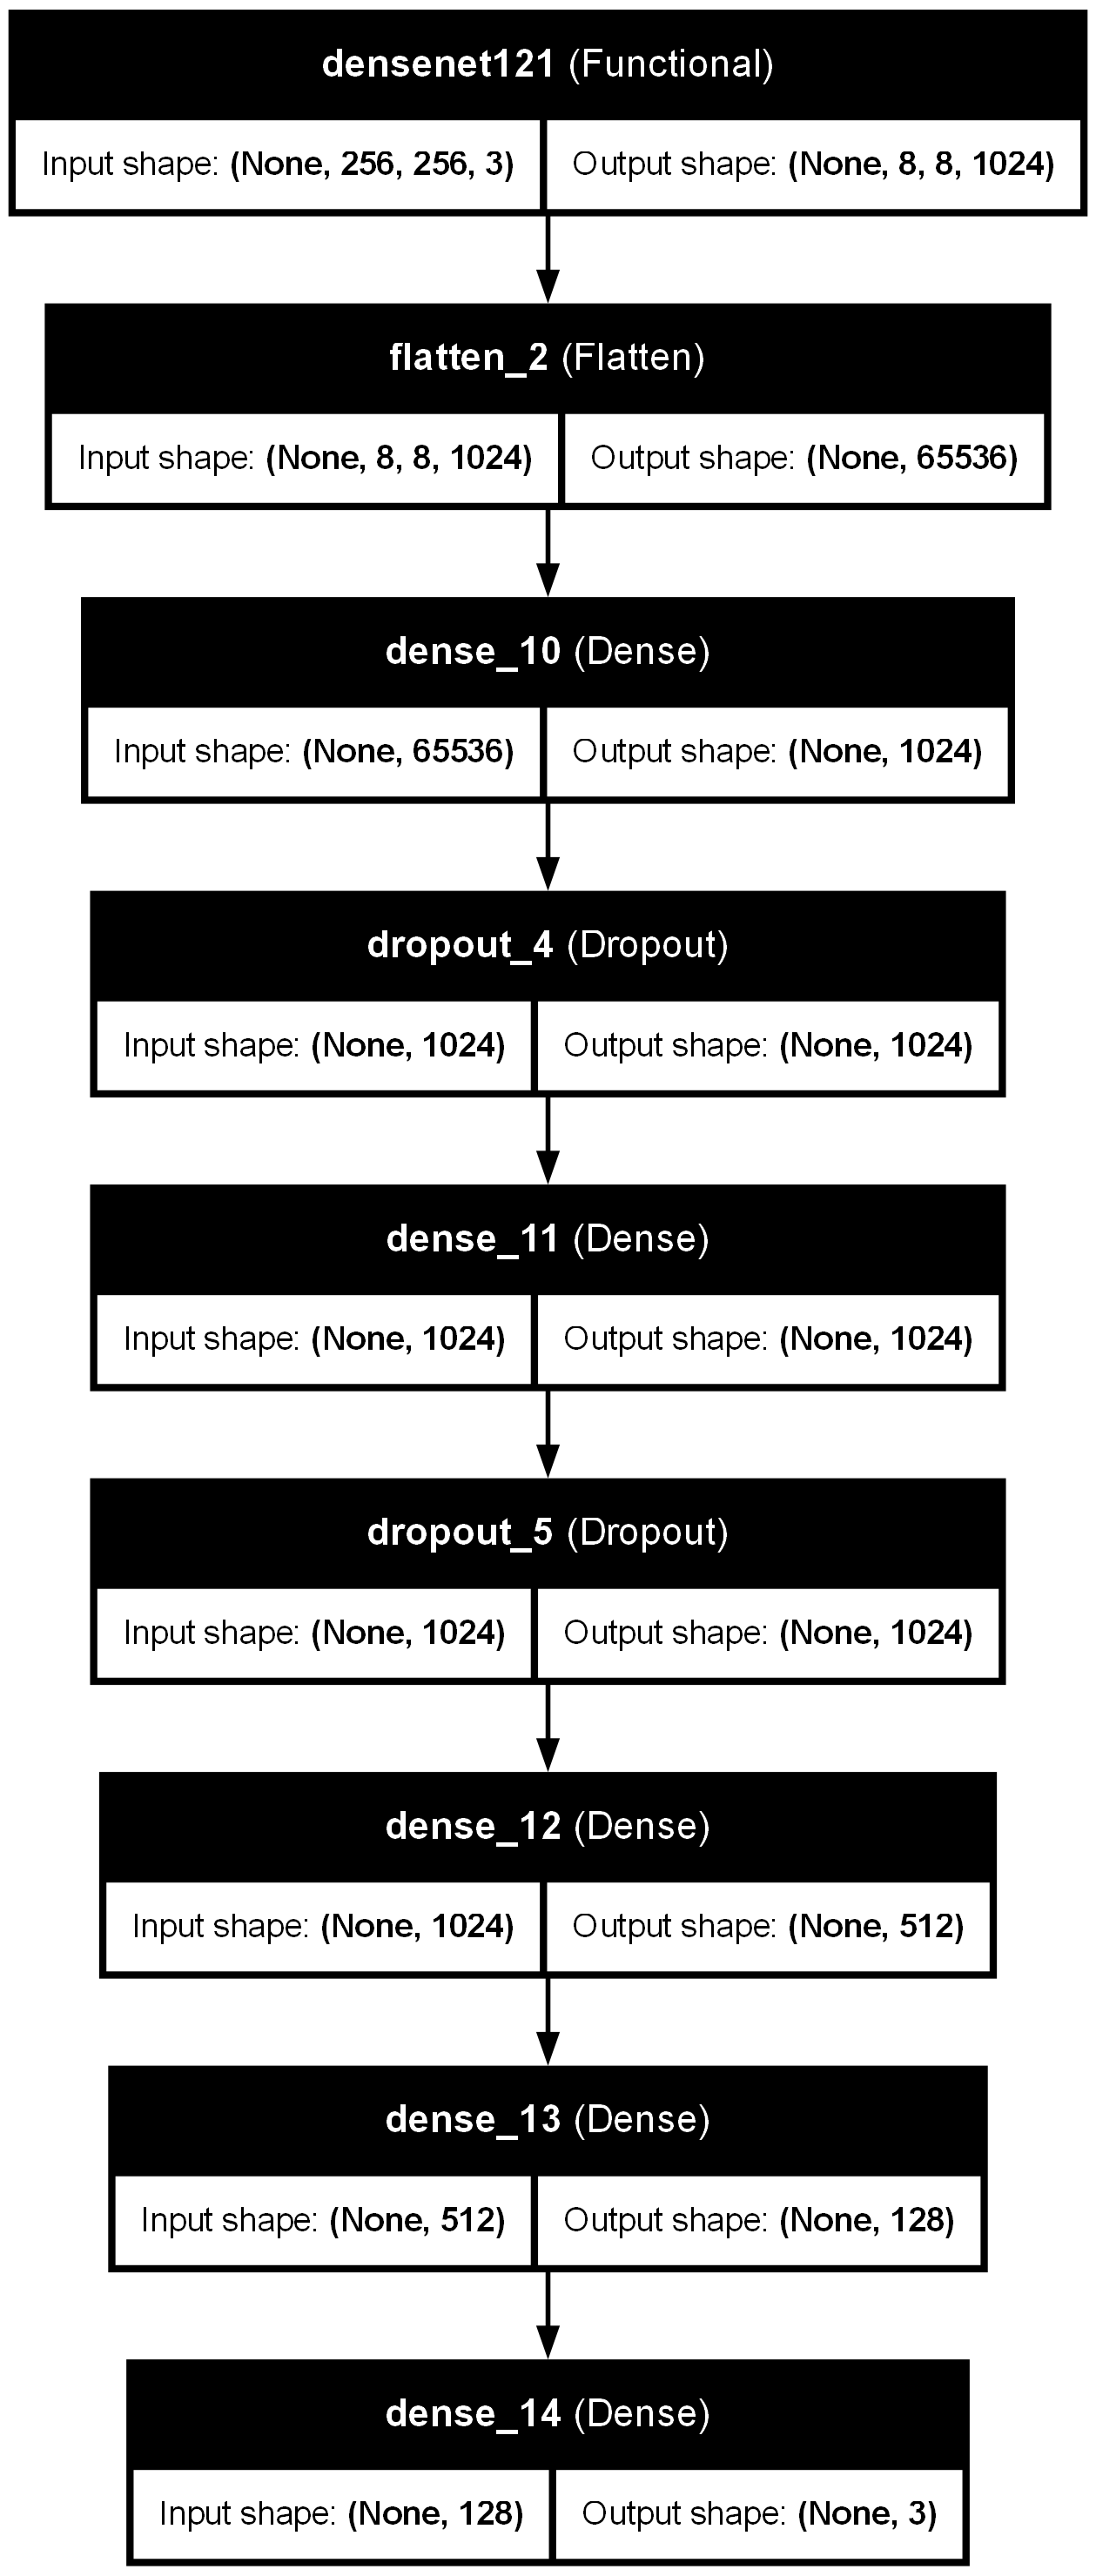 densenet121 (Functional)
Input shape: (None, 256, 256, 3) Output shape: (None, 8, 8, 1024)
flatten_2 (Flatten)
Input shape: (None, 8, 8, 1024) Output shape: (None, 65536)
dense_10 (Dense)
Input shape: (None, 65536) Output shape: (None, 1024)
dropout_4 (Dropout)
Input shape: (None, 1024) Output shape: (None, 1024)
dense_11 (Dense)
Input shape: (None, 1024) Output shape: (None, 1024)
dropout_5 (Dropout)
Input shape: (None, 1024) Output shape: (None, 1024)
dense_12 (Dense)
Input shape: (None, 1024) Output shape: (None, 512)
dense_13 (Dense)
Input shape: (None, 512) Output shape: (None, 128)
dense_14 (Dense)
Input shape: (None, 128) Output shape: (None, 3)